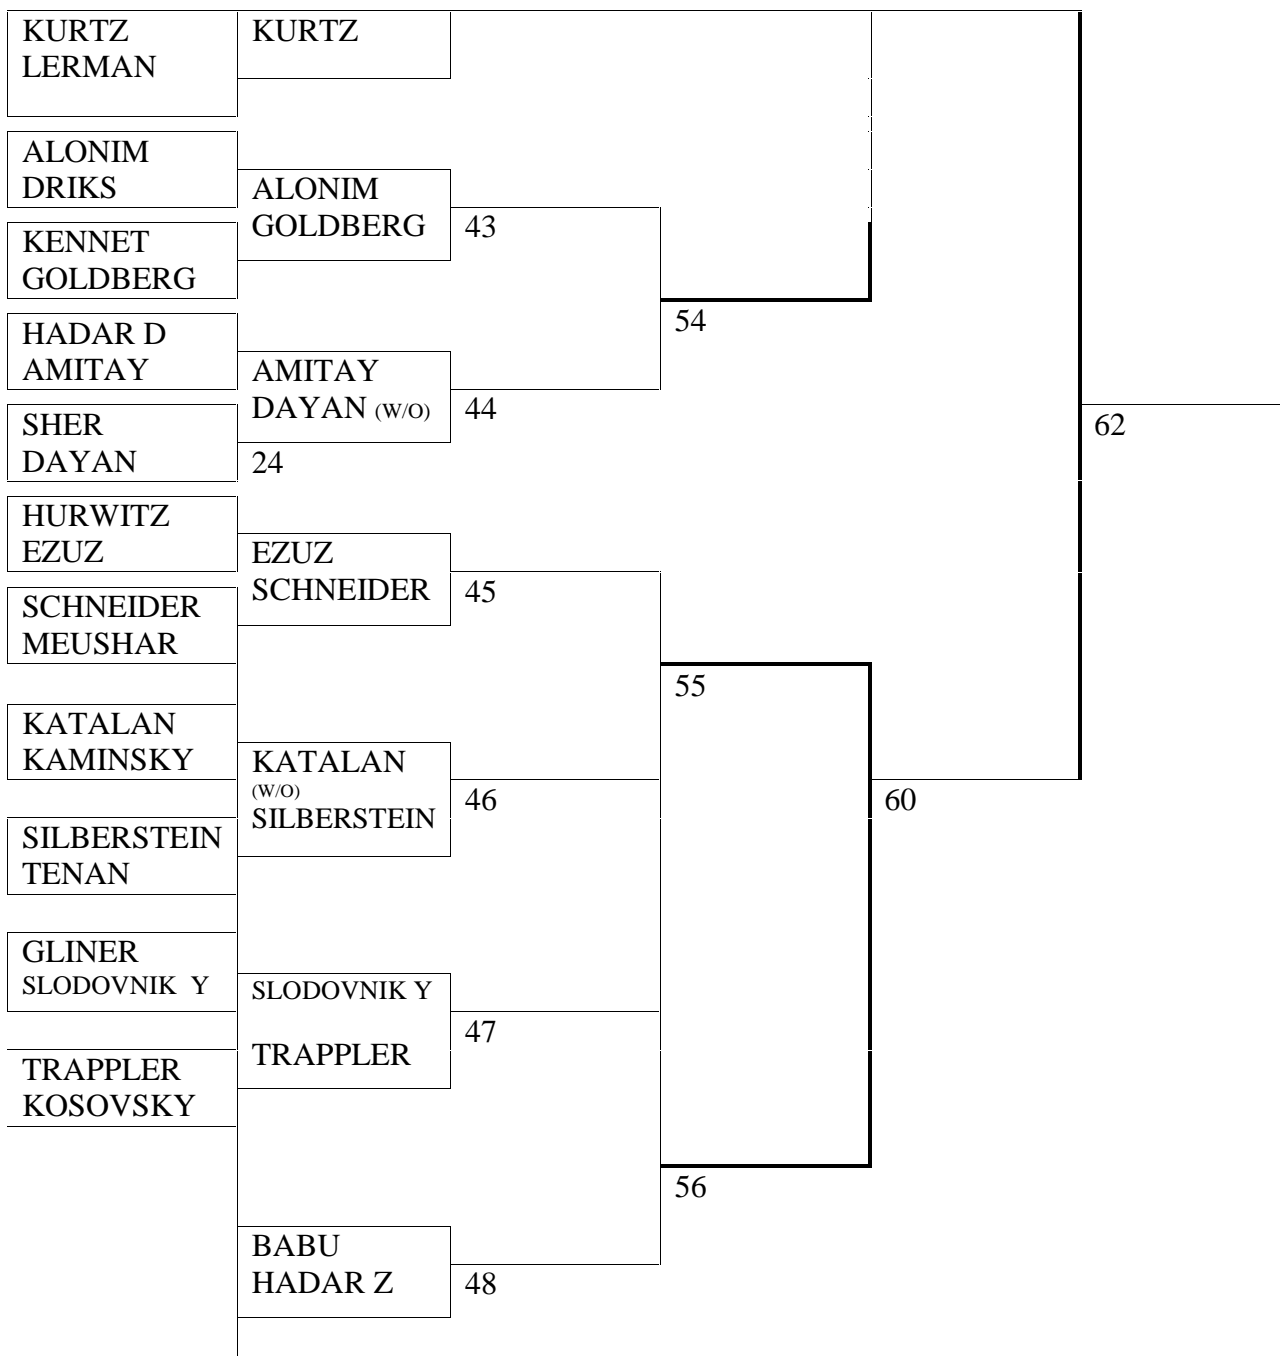 KURTZ
LERMAN
KURTZ
ALONIM
DRIKS
ALONIM
GOLDBERG
43
KENNET
GOLDBERG
54
HADAR D
AMITAY
AMITAY
DAYAN (W/O)
44
SHER
DAYAN
24
62
HURWITZ
EZUZ
EZUZ
SCHNEIDER
45
SCHNEIDER
MEUSHAR
55
KATALAN
KAMINSKY
KATALAN
(W/O)
SILBERSTEIN
46
60
SILBERSTEIN
TENAN
GLINER
SLODOVNIK Y
SLODOVNIK Y
TRAPPLER
47
TRAPPLER
KOSOVSKY
56
BABU
HADAR Z
48